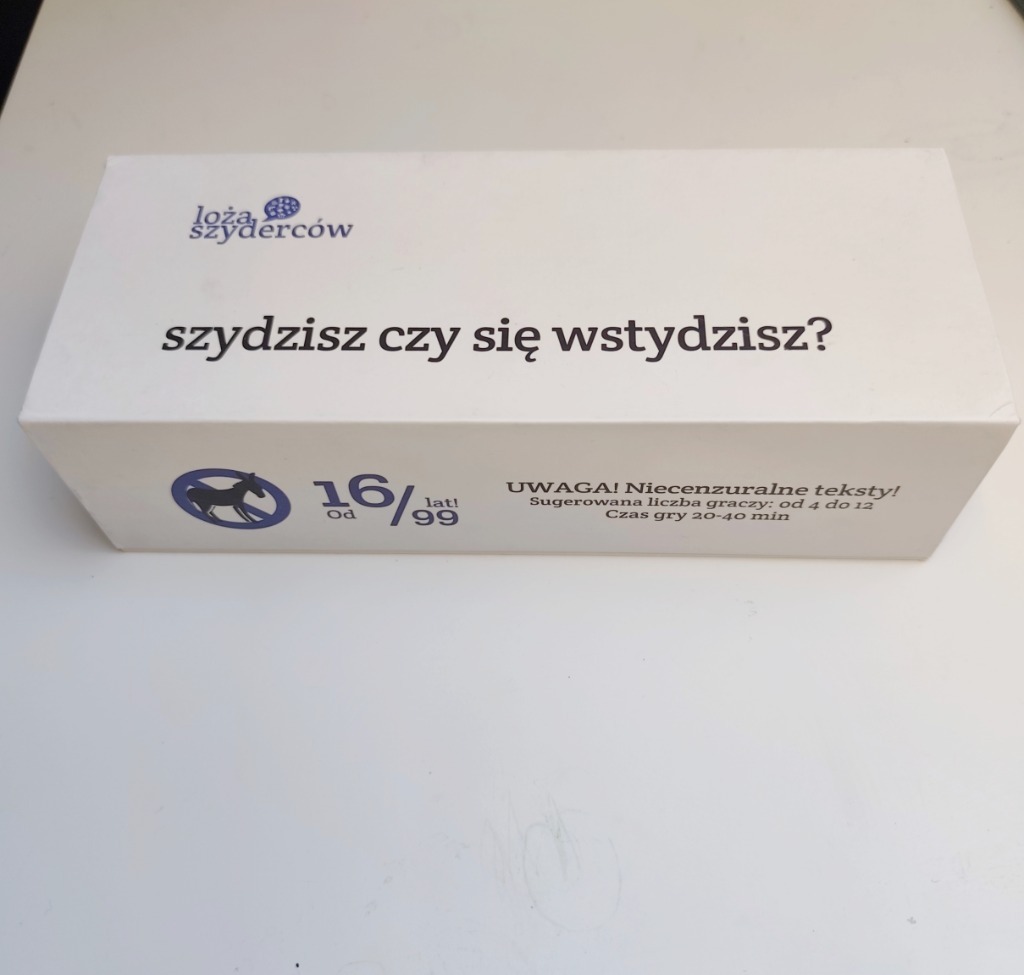 loża
szyderców
szydzisz czy się wstydzisz?
Od 16/99 lat!
UWAGA! Niecenzuralne teksty!
Sugerowana liczba graczy: od 4 do 12
Czas gry 20-40 min